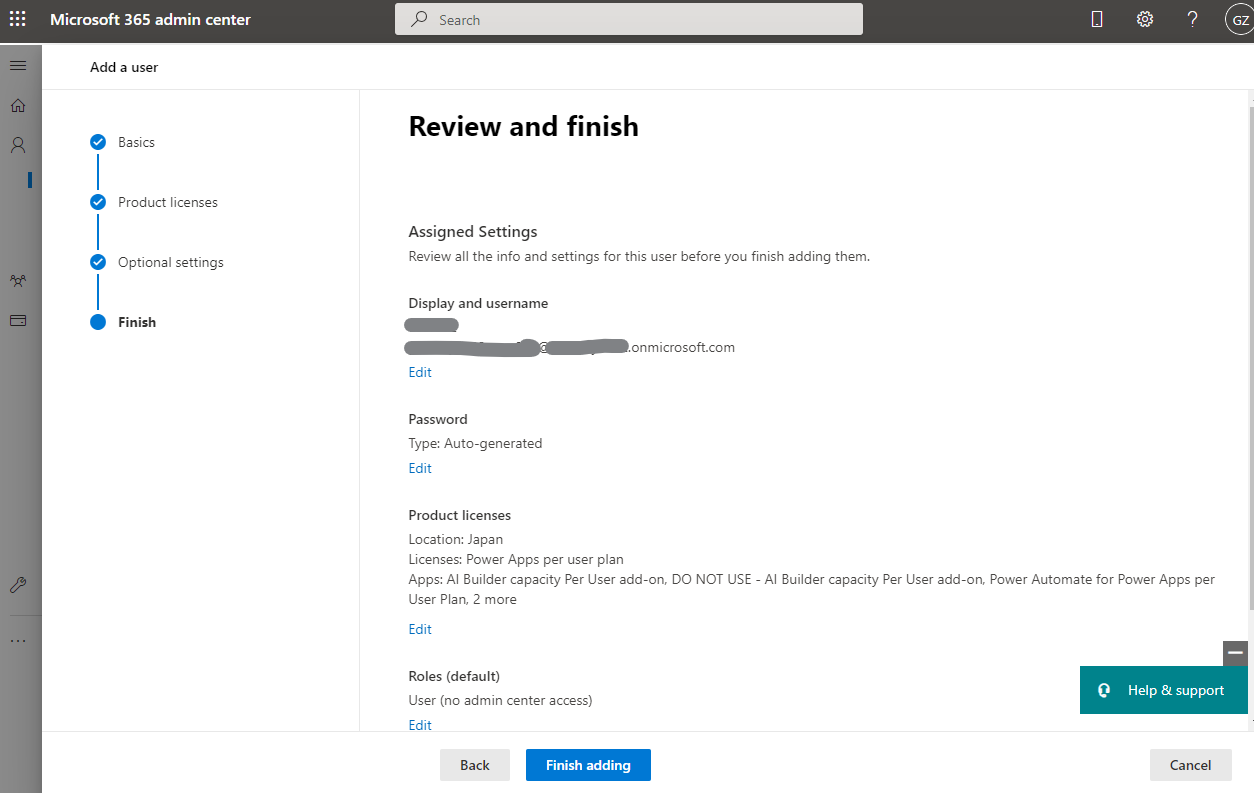 Microsoft 365 admin center
Search
?
GZ
Add a user
Basics
Product licenses
Optional settings
Finish
Review and finish
Assigned Settings
Review all the info and settings for this user before you finish adding them.
Display and username
.onmicrosoft.com
Edit
Password
Type: Auto-generated
Edit
Product licenses
Location: Japan
Licenses: Power Apps per user plan
Apps: AI Builder capacity Per User add-on, DO NOT USE - AI Builder capacity Per User add-on, Power Automate for Power Apps per
User Plan, 2 more
Edit
Roles (default)
User (no admin center access)
Edit
Help & support
Back
Finish adding
Cancel